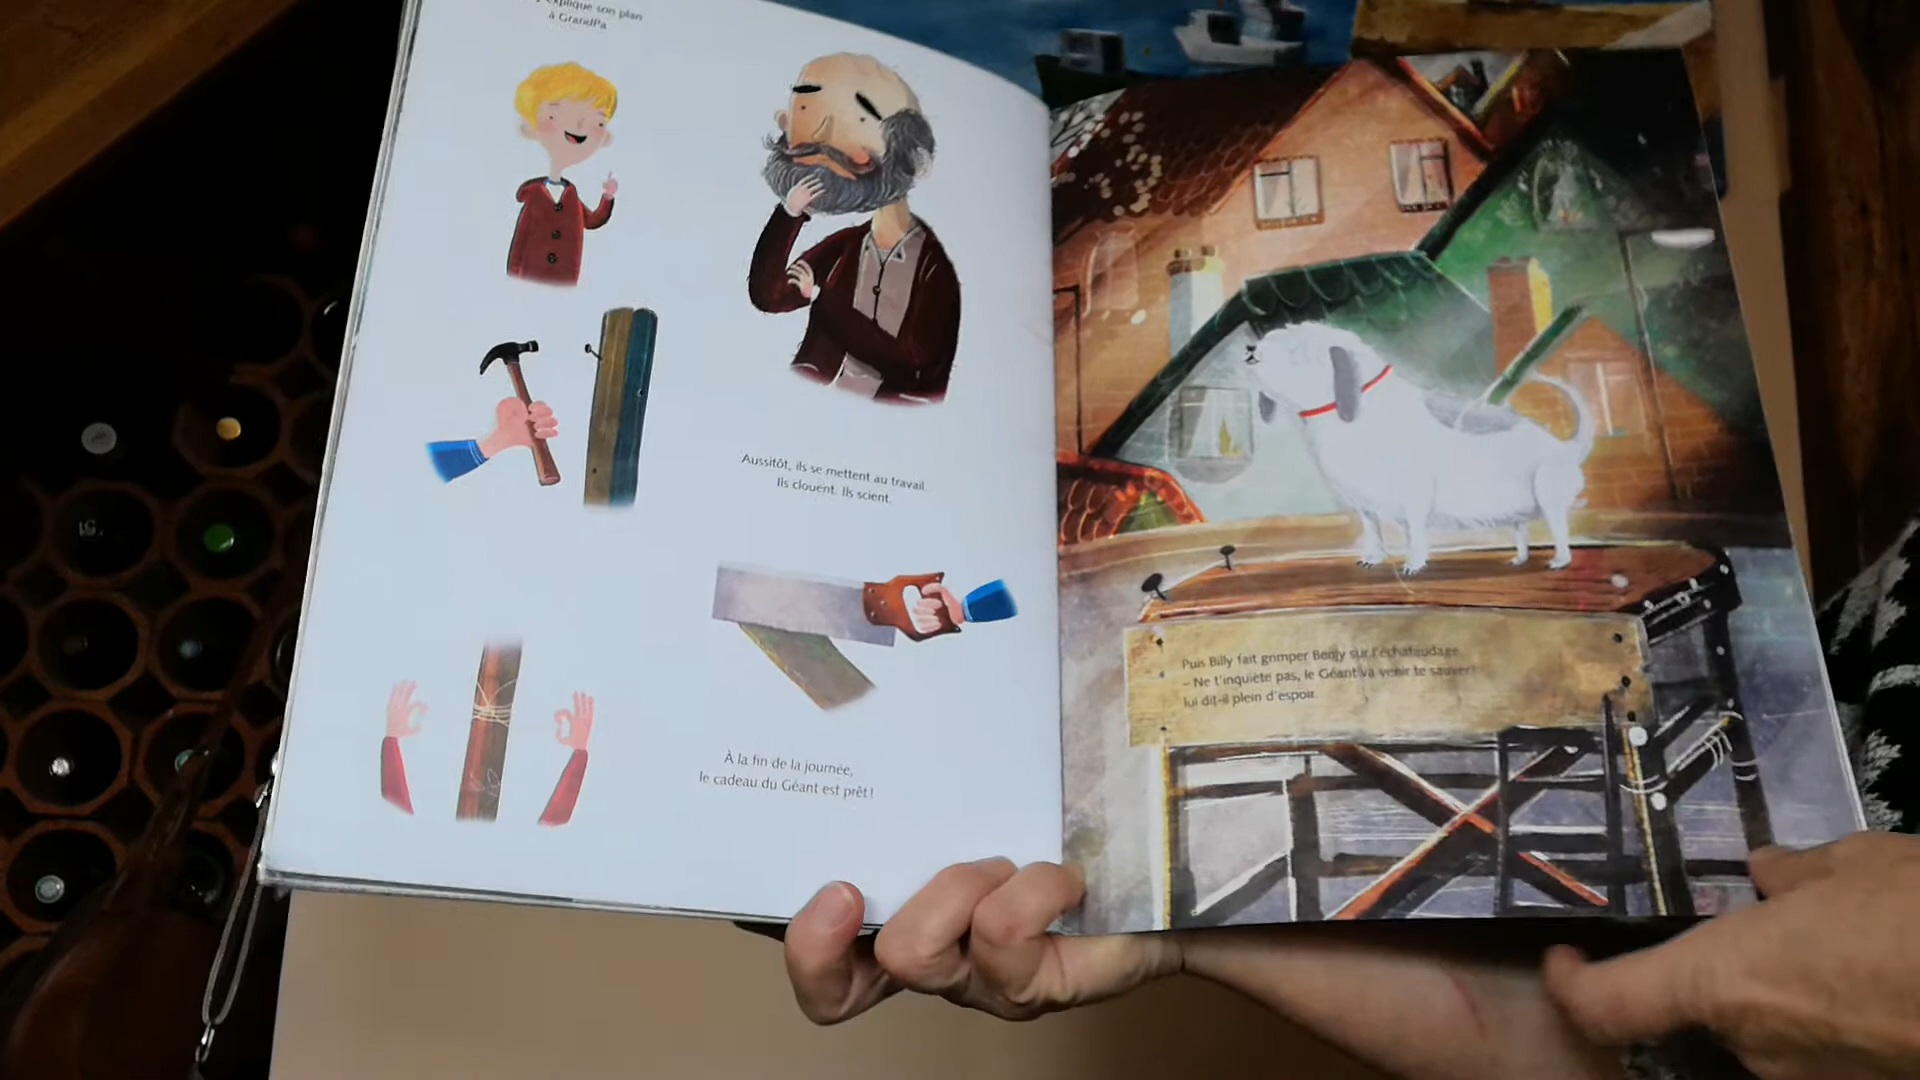 explique son plan
à GrandPa
Aussitôt, ils se mettent au travail.
Ils clouent. Ils scient.
À la fin de la journée,
le cadeau du Géant est prêt !
Puis Billy fait grimper Benjy sur l'échafaudage.
– Ne t'inquiète pas, le Géant va venir te sauver !
lui dit-il plein d'espoir.